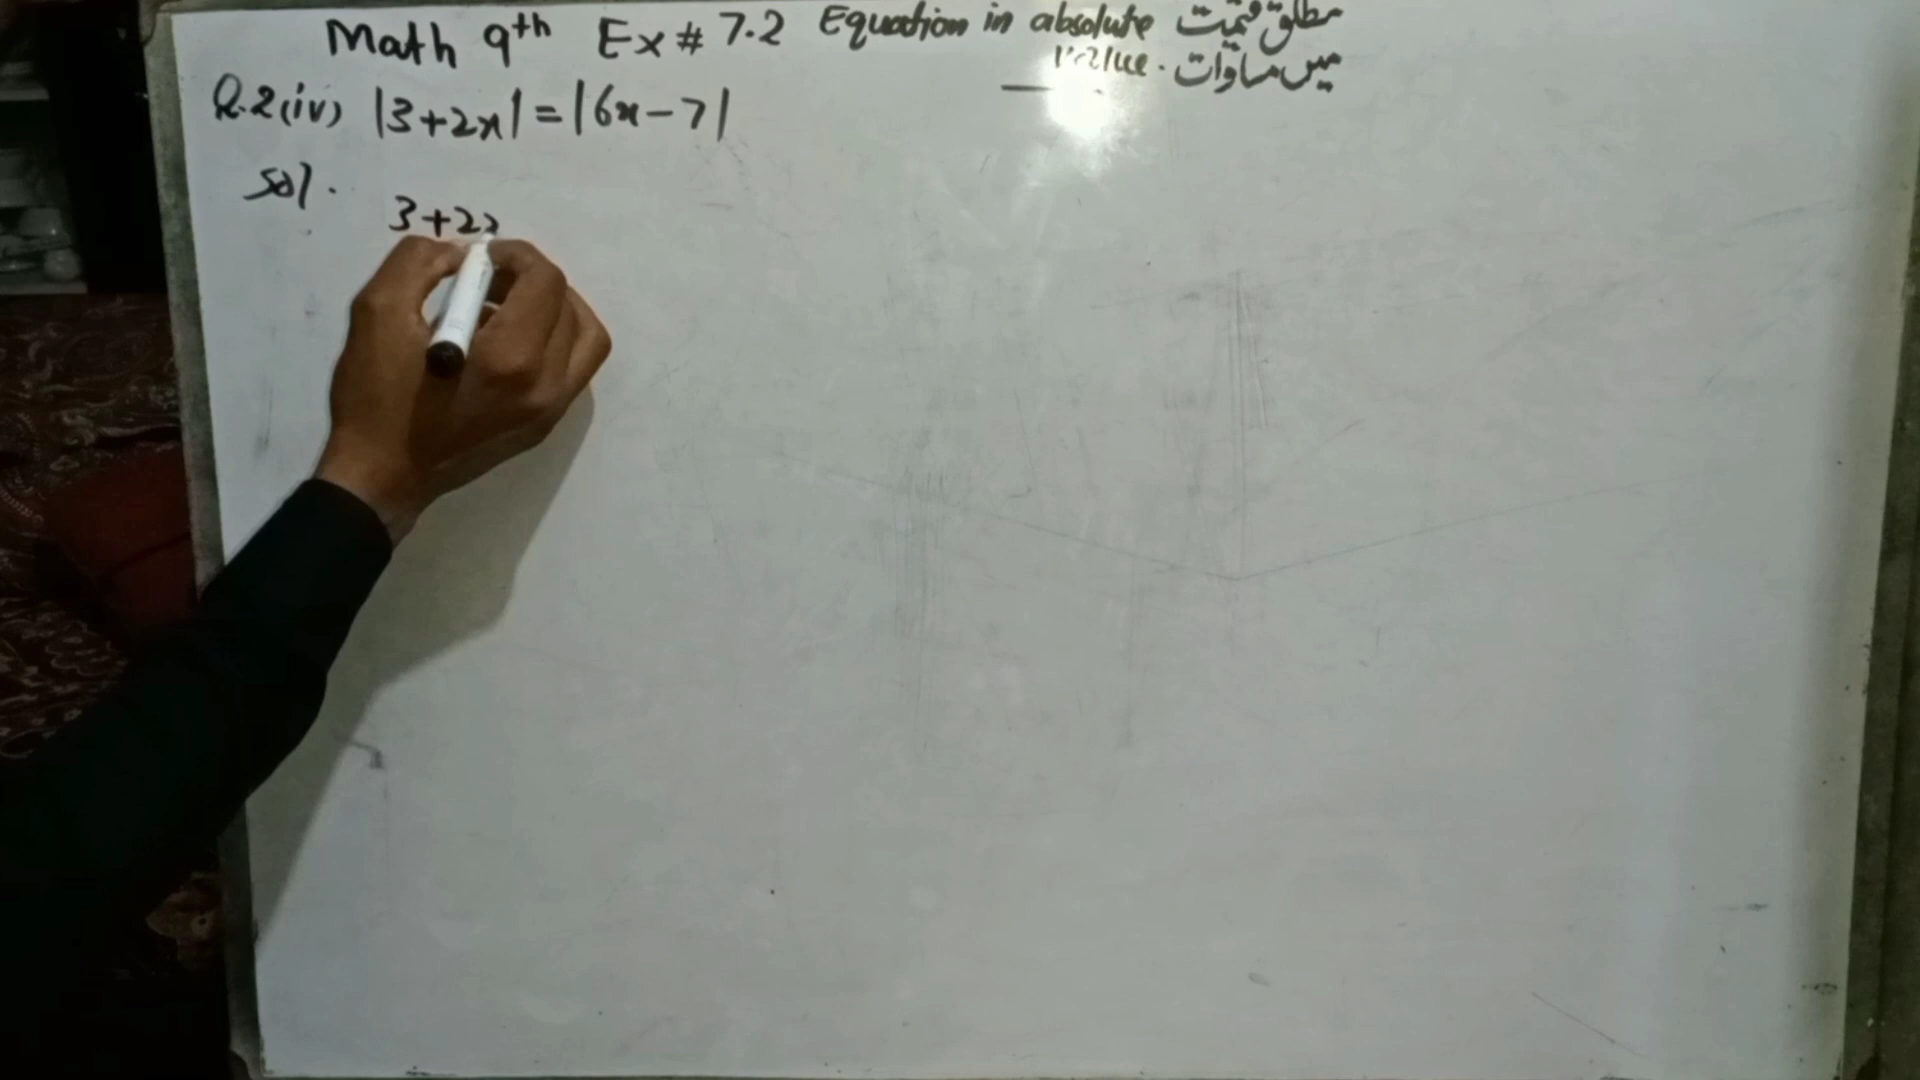 Math 9th Ex # 7.2 Equation in absolute value. مطلق قیمت میں مساوات
Q.2(iv) |3+2x| = |6x-7|
Sol.
3+2x